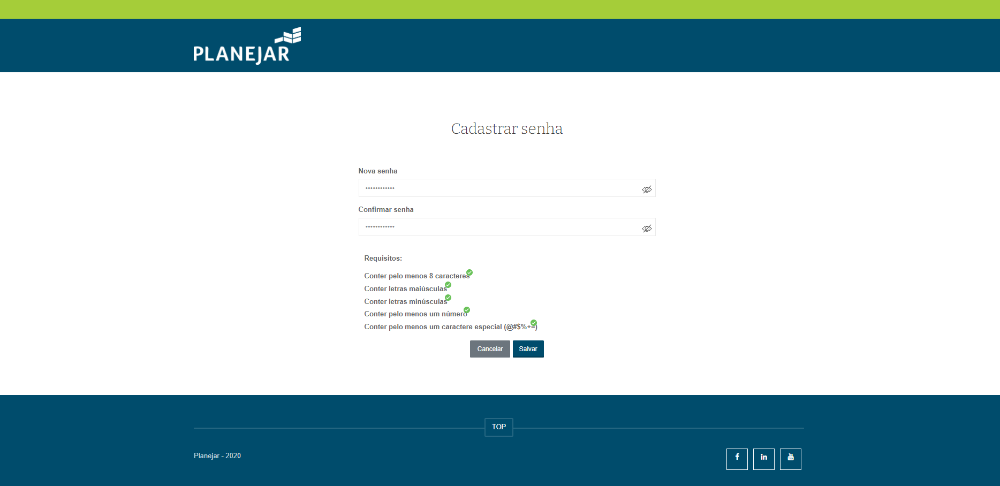 PLANEJAR
Cadastrar senha
Nova senha
••••••••••••
Confirmar senha
••••••••••••
Requisitos:
Conter pelo menos 8 caracteres
Conter letras maiúsculas
Conter letras minúsculas
Conter pelo menos um número
Conter pelo menos um caractere especial (@#$%+=)
Cancelar Salvar
TOP
Planejar - 2020